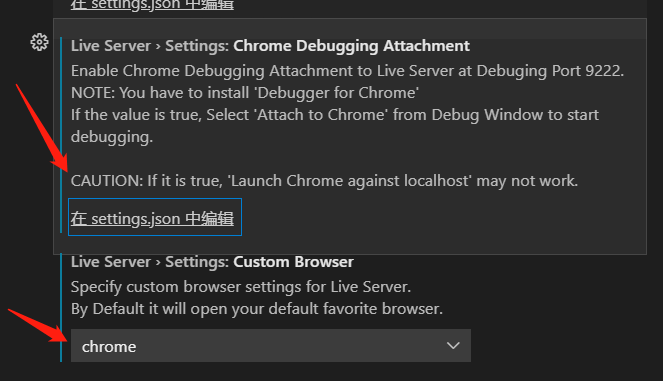 在 settings.json 中编辑
Live Server › Settings: Chrome Debugging Attachment
Enable Chrome Debugging Attachment to Live Server at Debuging Port 9222.
NOTE: You have to install 'Debugger for Chrome'
If the value is true, Select 'Attach to Chrome' from Debug Window to start
debugging.
CAUTION: If it is true, 'Launch Chrome against localhost' may not work.
在 settings.json 中编辑
Live Server › Settings: Custom Browser
Specify custom browser settings for Live Server.
By Default it will open your default favorite browser.
chrome